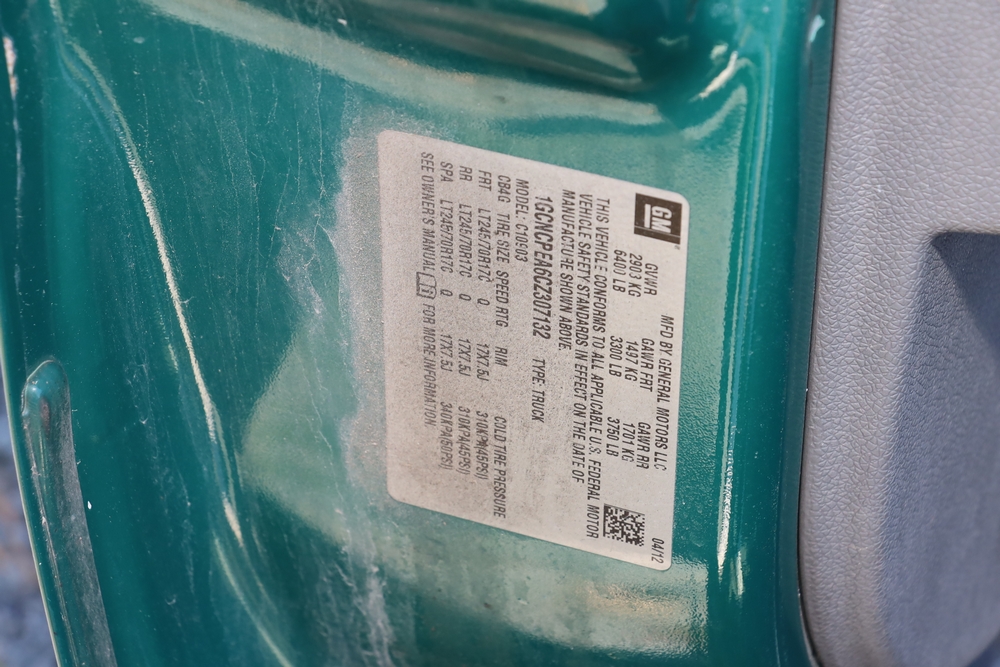 GM
MFD BY GENERAL MOTORS LLC 04/12
GVWR GAWR FRT GAWR RR
2903 KG 1497 KG 1701 KG
6400 LB 3300 LB 3750 LB
THIS VEHICLE CONFORMS TO ALL APPLICABLE U.S. FEDERAL MOTOR
VEHICLE SAFETY STANDARDS IN EFFECT ON THE DATE OF
MANUFACTURE SHOWN ABOVE.
1GCNCPEA6CZ307132 TYPE: TRUCK
MODEL: C10903
CB4G TIRE SIZE SPEED RTG RIM COLD TIRE PRESSURE
FRT LT245/70R17C Q 17X7.5J 310KPA(45PSI)
RR LT245/70R17C Q 17X7.5J 310KPA(45PSI)
SPA LT245/70R17C Q 17X7.5J 340KPA(50PSI)
SEE OWNER'S MANUAL FOR MORE INFORMATION.